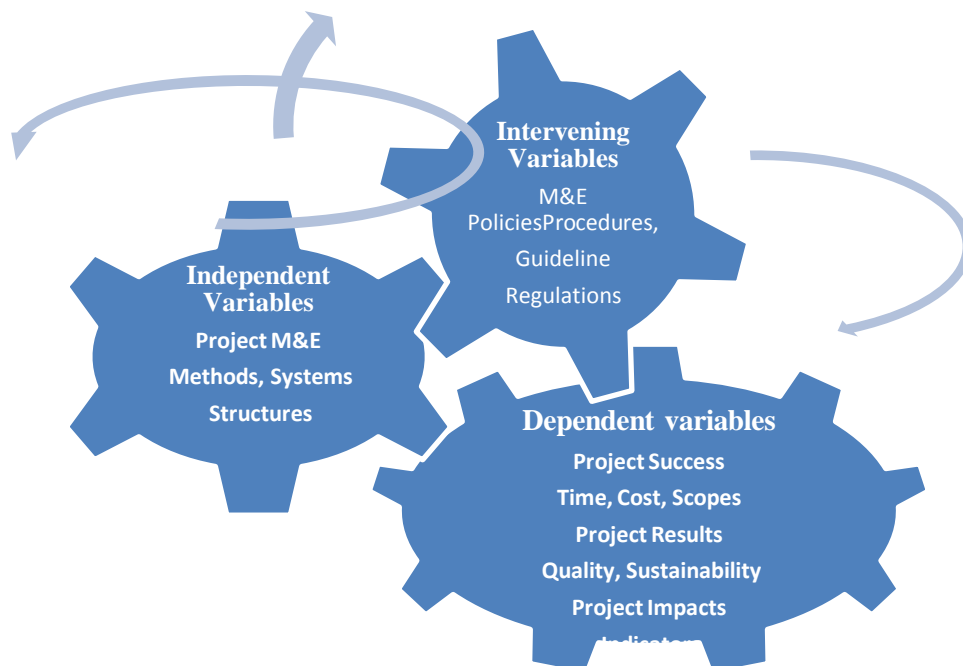 Intervening
Variables
M&E
PoliciesProcedures,
Guideline
Regulations
Independent
Variables
Project M&E
Methods, Systems
Structures
Dependent variables
Project Success
Time, Cost, Scopes
Project Results
Quality, Sustainability
Project Impacts
Indicators